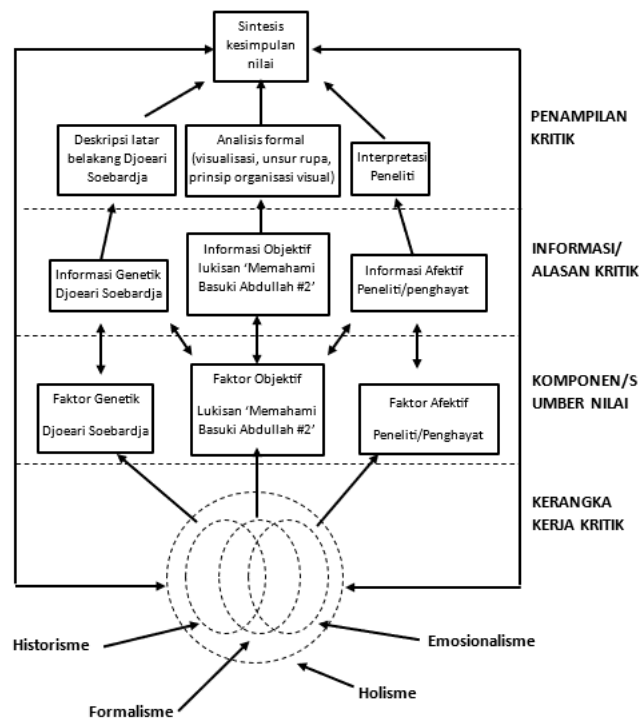 Sintesis
kesimpulan
nilai
PENAMPILAN
KRITIK
Deskripsi latar
belakang Djoeari
Soebardja
Analisis formal
(visualisasi, unsur rupa,
prinsip organisasi visual)
Interpretasi
Peneliti
INFORMASI/
ALASAN KRITIK
Informasi Genetik
Djoeari Soebardja
Informasi Objektif
lukisan ‘Memahami
Basuki Abdullah #2’
Informasi Afektif
Peneliti/penghayat
KOMPONEN/S
UMBER NILAI
Faktor Genetik
Djoeari Soebardja
Faktor Objektif
Lukisan ‘Memahami
Basuki Abdullah #2’
Faktor Afektif
Peneliti/Penghayat
KERANGKA
KERJA KRITIK
Historisme
Emosionalisme
Holisme
Formalisme